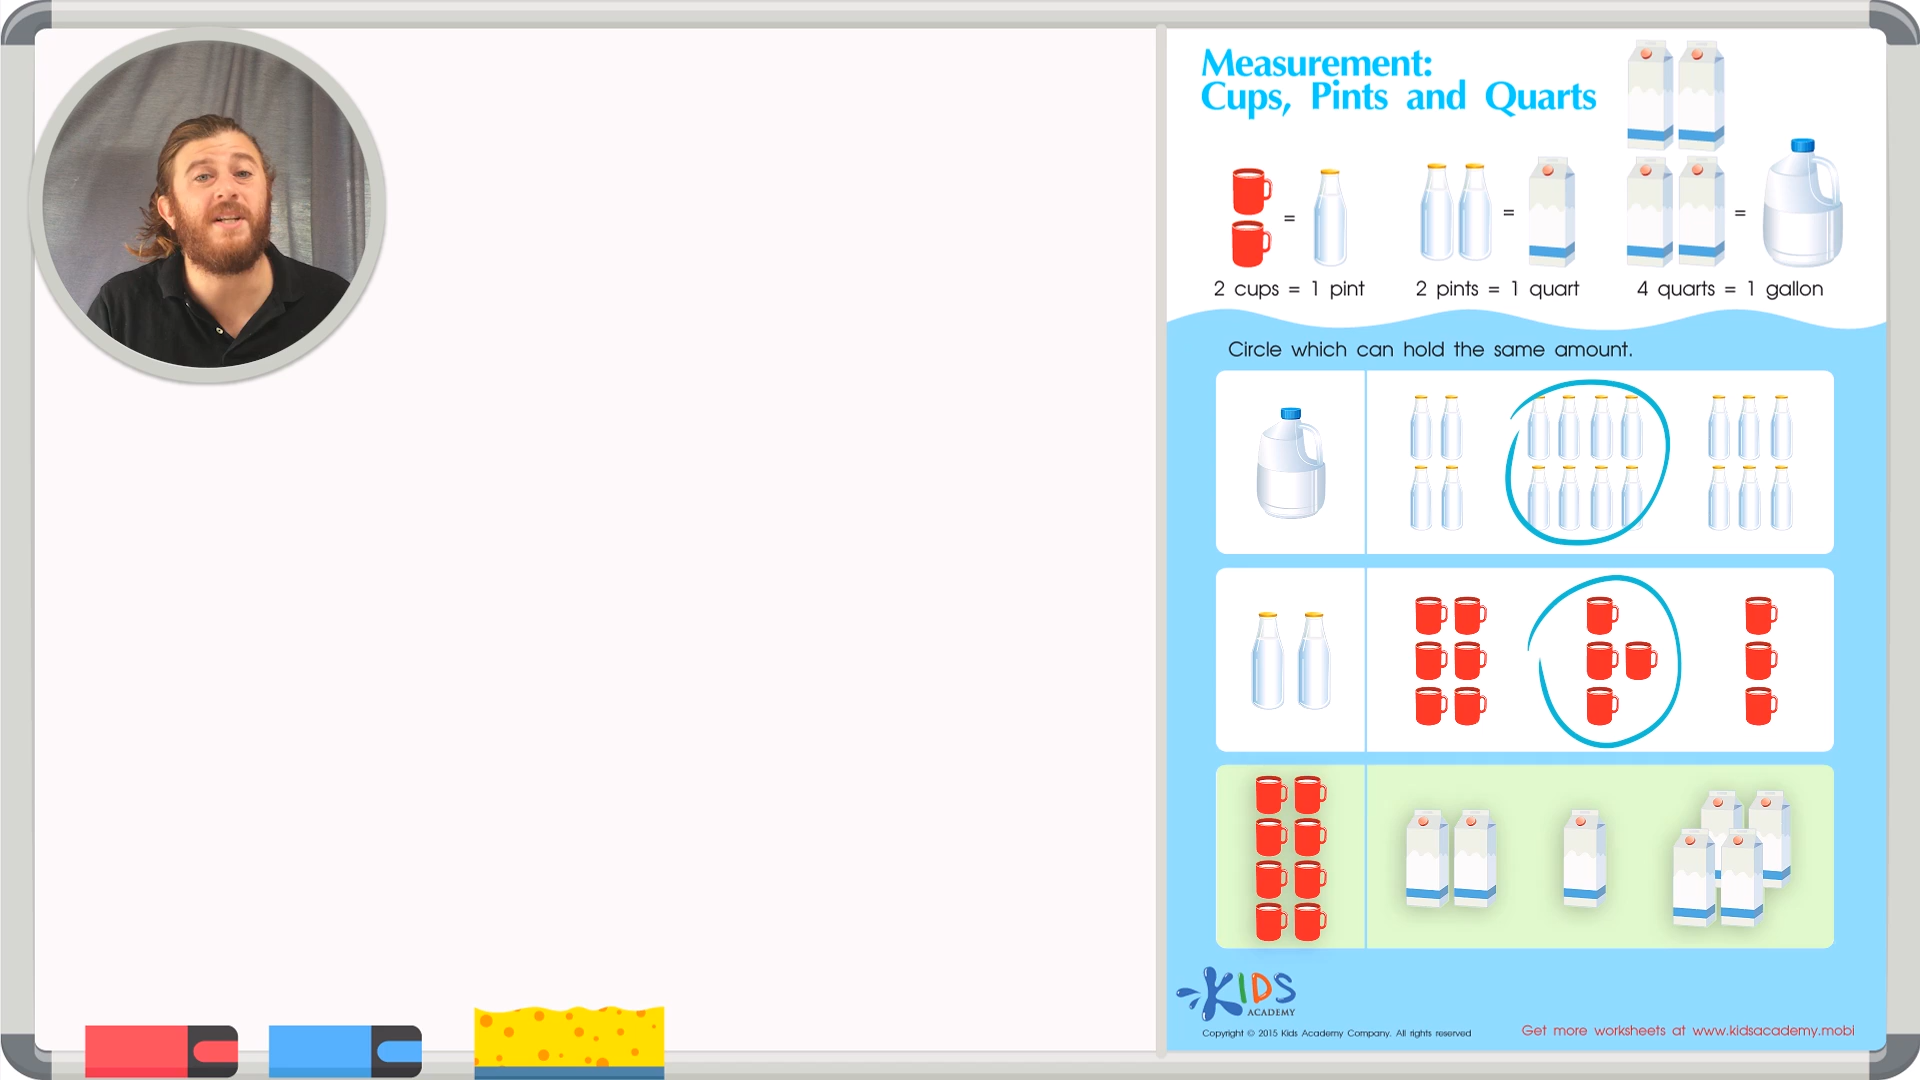 Measurement:
Cups, Pints and Quarts
= = =
2 cups = 1 pint 2 pints = 1 quart 4 quarts = 1 gallon
Circle which can hold the same amount.
KIDS
ACADEMY
Copyright © 2015 Kids Academy Company. All rights reserved
Get more worksheets at www.kidsacademy.mobi